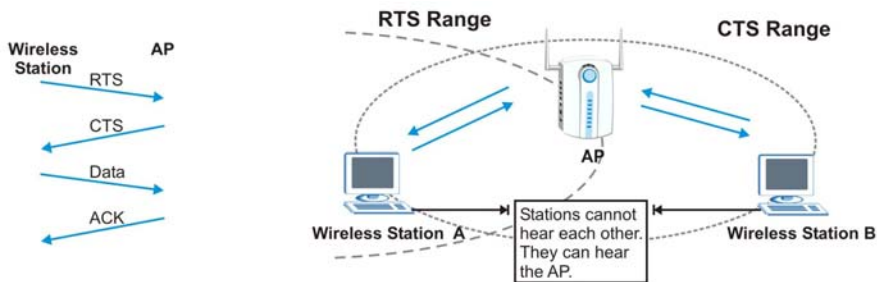 Wireless
Station
AP
RTS
CTS
Data
ACK
RTS Range
CTS Range
AP
Wireless Station A
Stations cannot
hear each other.
They can hear
the AP.
Wireless Station B